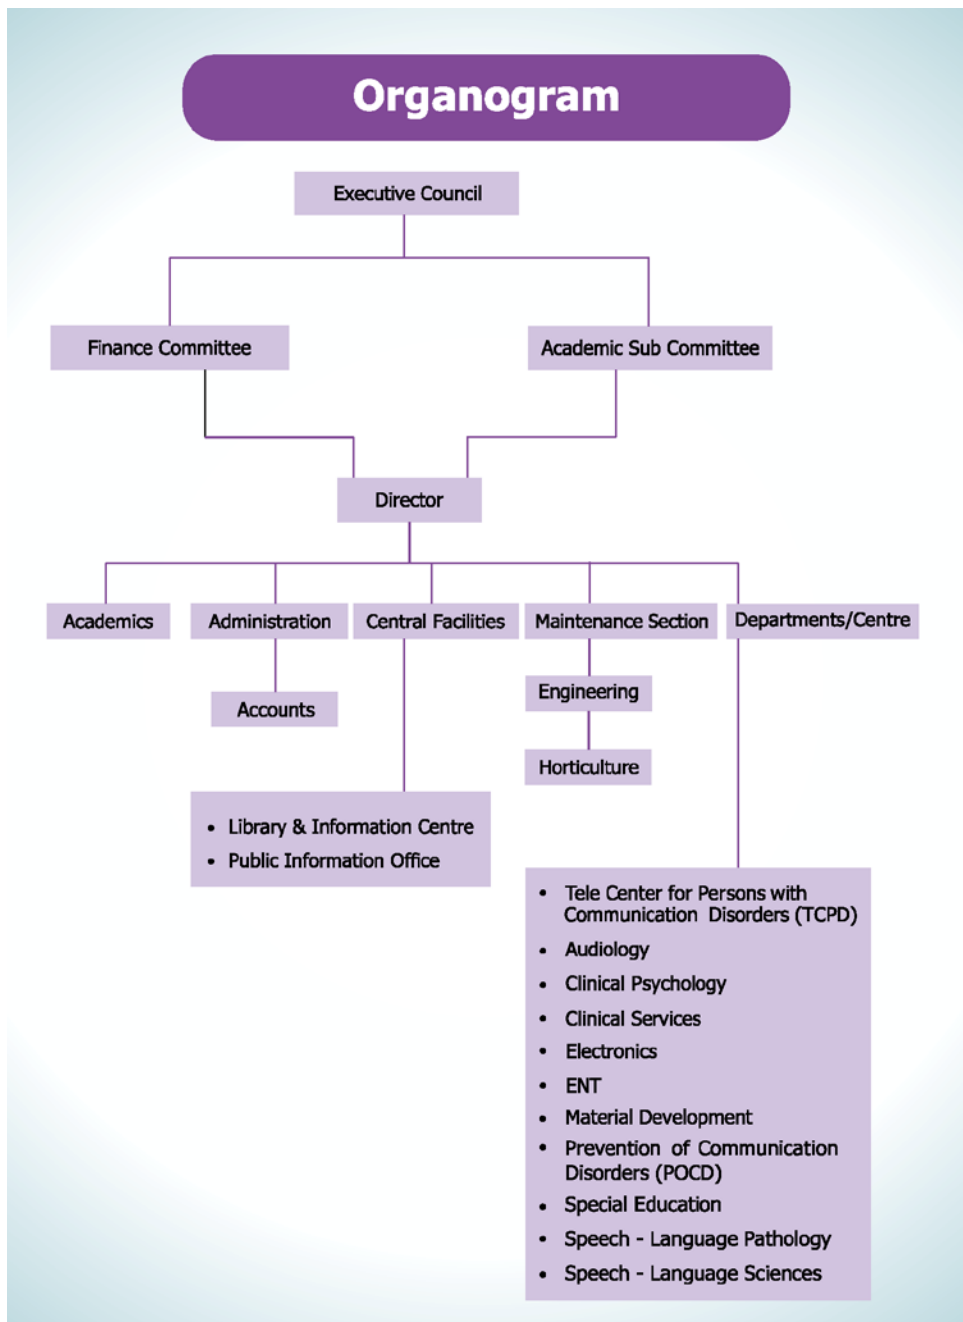 Organogram
Executive Council
Finance Committee
Academic Sub Committee
Director
Academics
Administration
Central Facilities
Maintenance Section
Departments/Centre
Accounts
Engineering
Horticulture
• Library & Information Centre
• Public Information Office
• Tele Center for Persons with
Communication Disorders (TCPD)
• Audiology
• Clinical Psychology
• Clinical Services
• Electronics
• ENT
• Material Development
• Prevention of Communication
Disorders (POCD)
• Special Education
• Speech - Language Pathology
• Speech - Language Sciences